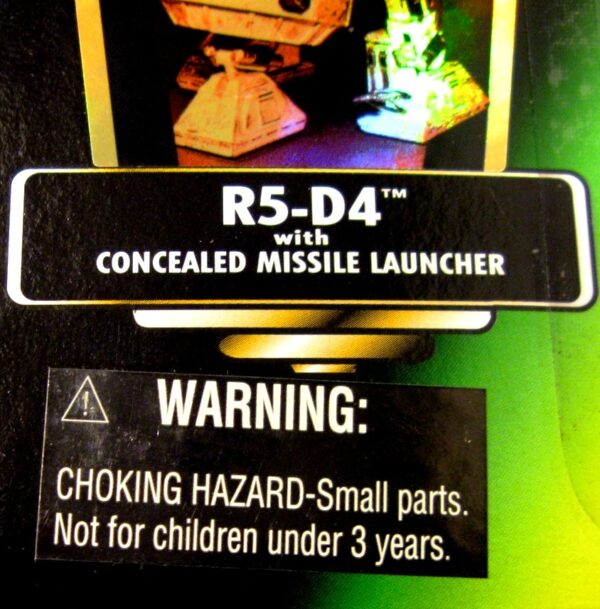 R5-D4™
with
CONCEALED MISSILE LAUNCHER
WARNING:
CHOKING HAZARD-Small parts.
Not for children under 3 years.